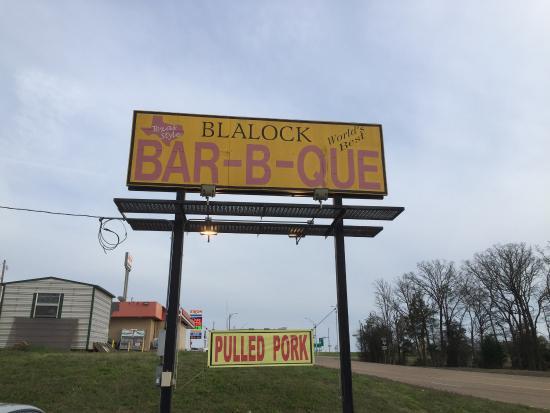 Texas
Style
BLALOCK
World's
Best
BAR-B-QUE
PULLED PORK